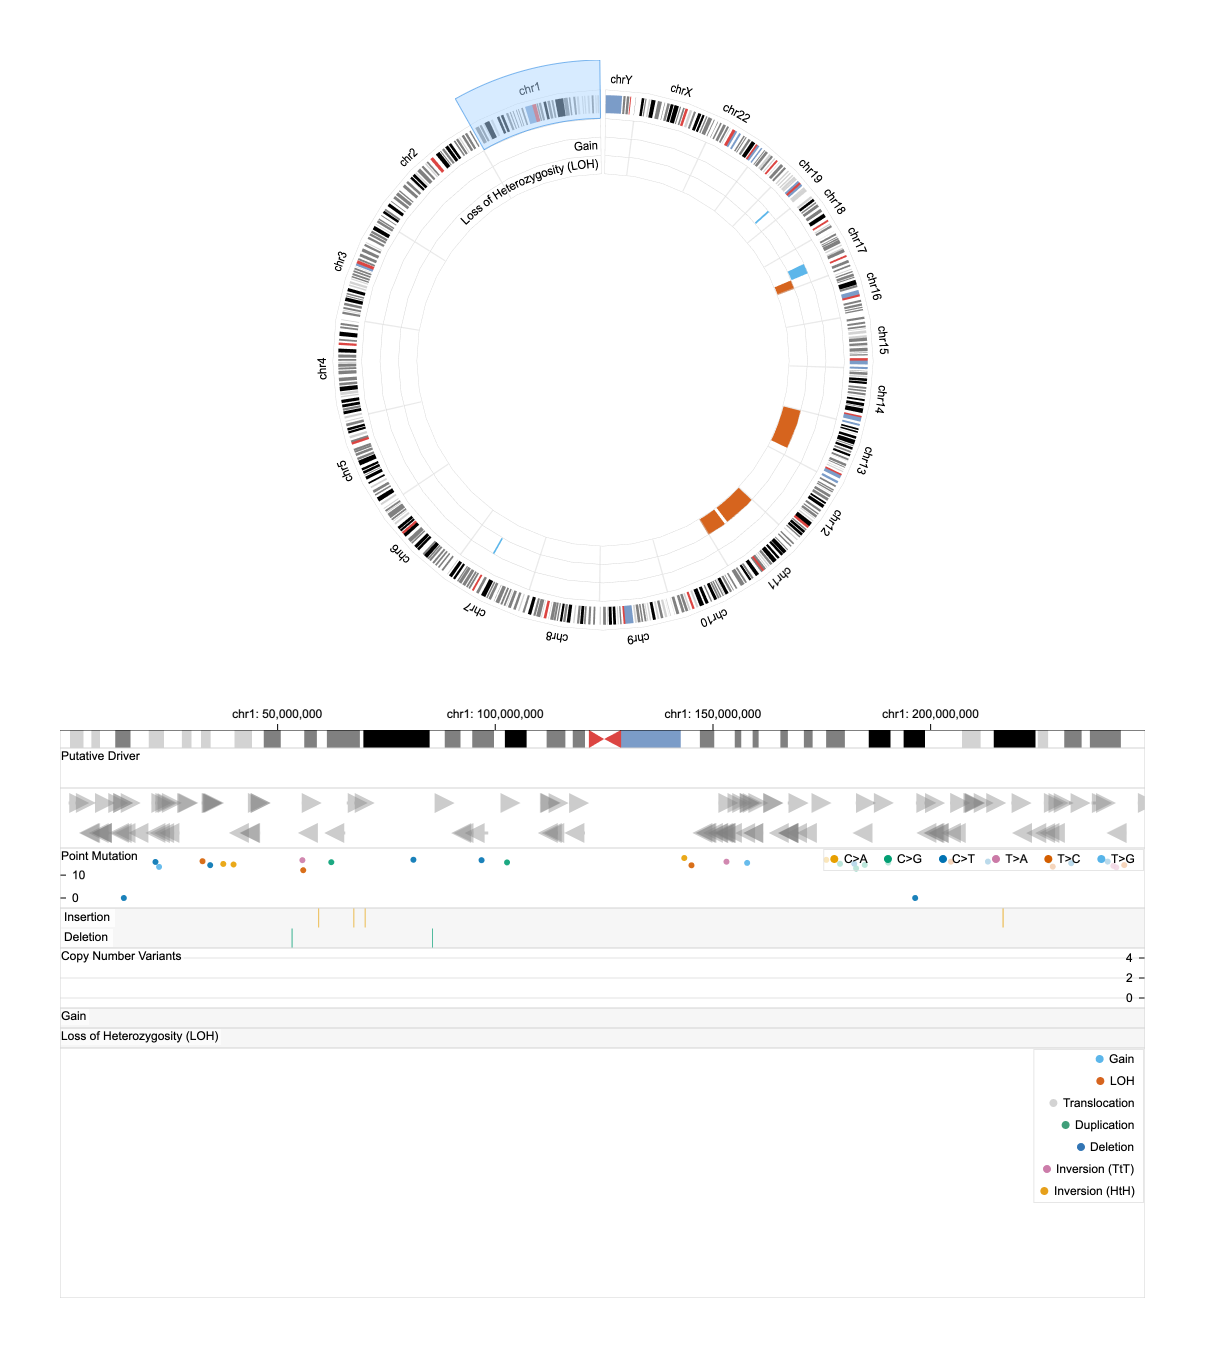 chrY
chrX
chr22
chr19
chr18
chr17
chr16
chr15
chr14
chr13
chr12
chr11
chr10
chr9
chr8
chr7
chr6
chr5
chr4
chr3
chr2
chr1
Gain
Loss of Heterozygosity (LOH)
chr1: 50,000,000 chr1: 100,000,000 chr1: 150,000,000 chr1: 200,000,000
Putative Driver
Point Mutation
C>A C>G C>T T>A T>C T>G
10
0
Insertion
Deletion
Copy Number Variants
4
2
0
Gain
Loss of Heterozygosity (LOH)
Gain
LOH
Translocation
Duplication
Deletion
Inversion (TtT)
Inversion (HtH)